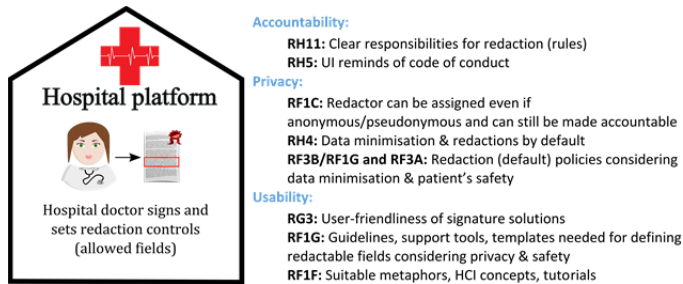 Hospital platform
Hospital doctor signs and
sets redaction controls
(allowed fields)
Accountability:
RH11: Clear responsibilities for redaction (rules)
RH5: UI reminds of code of conduct
Privacy:
RF1C: Redactor can be assigned even if
anonymous/pseudonymous and can still be made accountable
RH4: Data minimisation & redactions by default
RF3B/RF1G and RF3A: Redaction (default) policies considering
data minimisation & patient's safety
Usability:
RG3: User-friendliness of signature solutions
RF1G: Guidelines, support tools, templates needed for defining
redactable fields considering privacy & safety
RF1F: Suitable metaphors, HCI concepts, tutorials